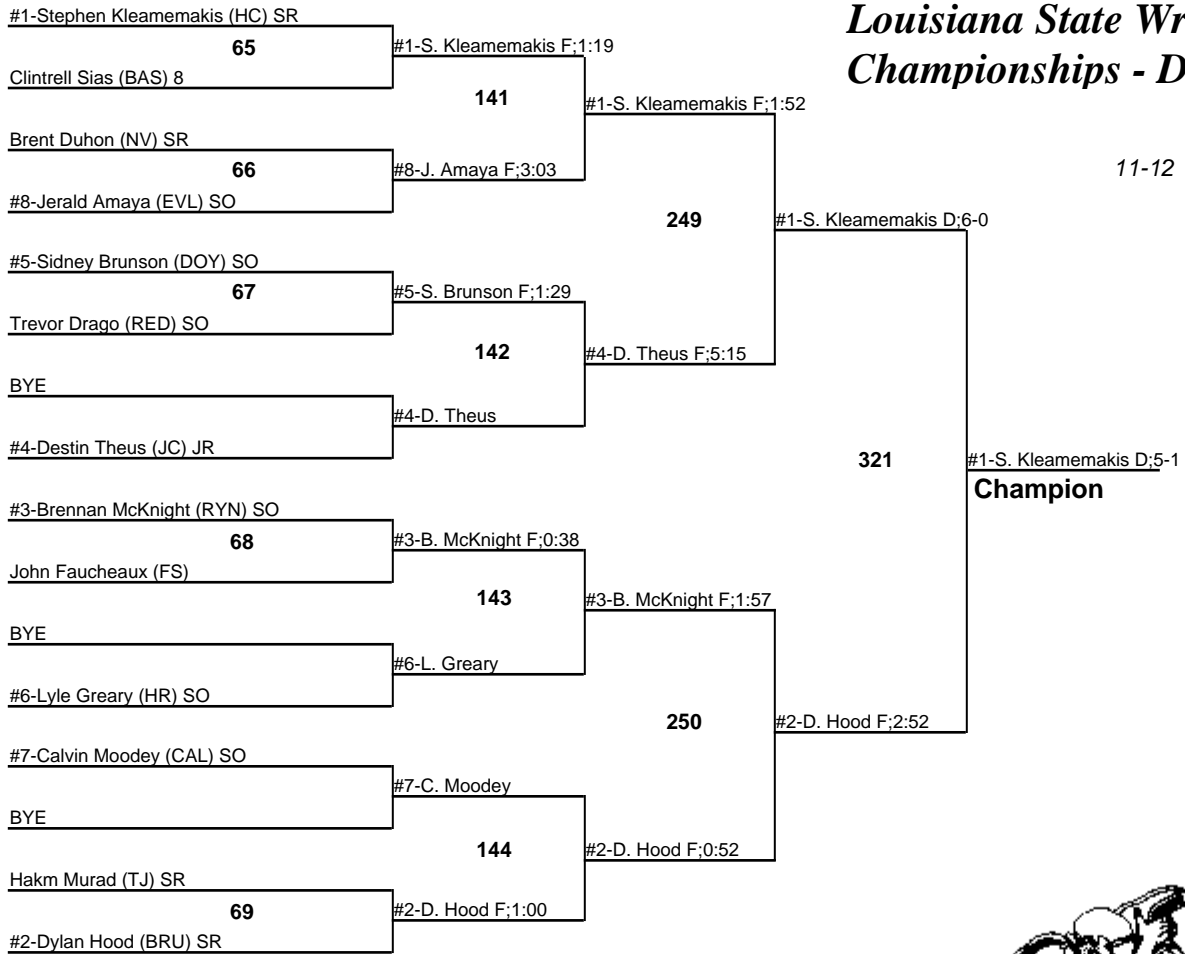 Louisiana State Wr
Championships - D
11-12
#1-Stephen Kleamemakis (HC) SR
65
Clintrell Sias (BAS) 8
#1-S. Kleamemakis F;1:19
141
Brent Duhon (NV) SR
66
#8-Jerald Amaya (EVL) SO
#8-J. Amaya F;3:03
#1-S. Kleamemakis F;1:52
249
#5-Sidney Brunson (DOY) SO
67
Trevor Drago (RED) SO
#5-S. Brunson F;1:29
142
BYE
#4-Destin Theus (JC) JR
#4-D. Theus
#4-D. Theus F;5:15
#1-S. Kleamemakis D;6-0
321
#3-Brennan McKnight (RYN) SO
68
John Faucheaux (FS)
#3-B. McKnight F;0:38
143
BYE
#6-Lyle Greary (HR) SO
#6-L. Greary
#3-B. McKnight F;1:57
250
#7-Calvin Moodey (CAL) SO
BYE
#7-C. Moodey
144
Hakm Murad (TJ) SR
69
#2-Dylan Hood (BRU) SR
#2-D. Hood F;1:00
#2-D. Hood F;0:52
#2-D. Hood F;2:52
#1-S. Kleamemakis D;5-1
Champion